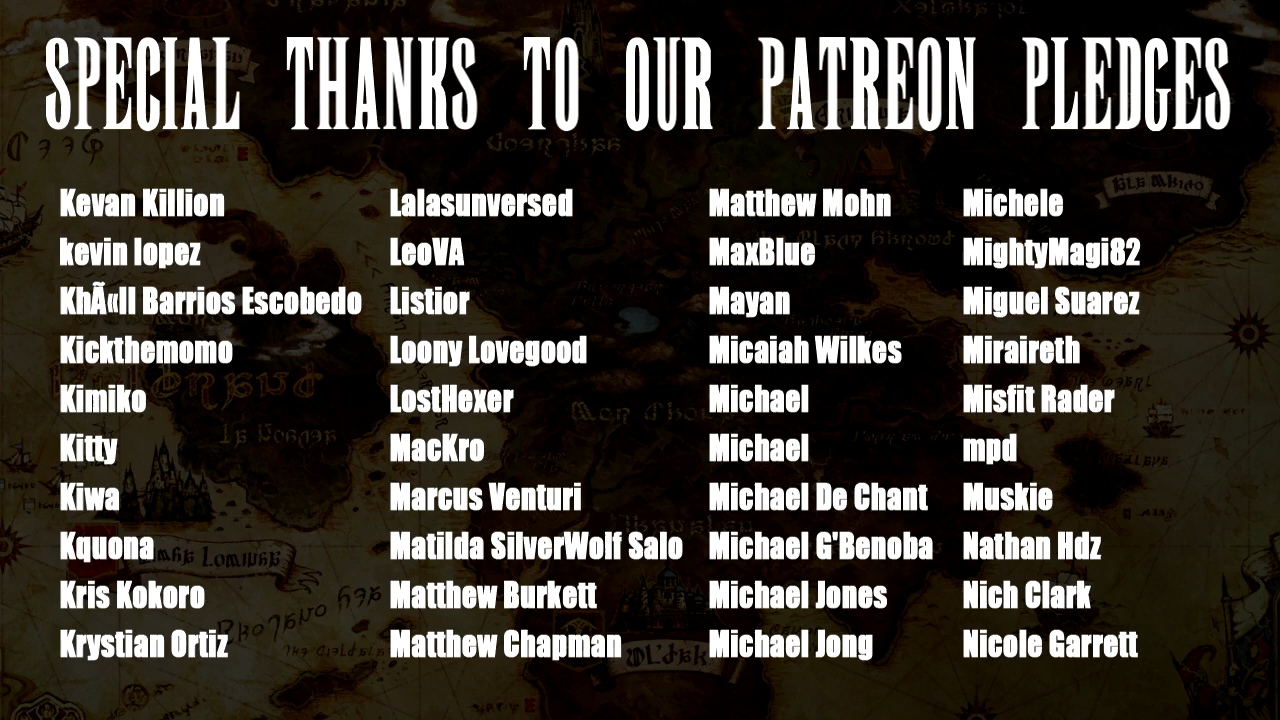 SPECIAL THANKS TO OUR PATREON PLEDGES
Kevan Killion
kevin lopez
KhÃ«ll Barrios Escobedo
Kickthemomo
Kimiko
Kitty
Kiwa
Kquona
Kris Kokoro
Krystian Ortiz
Lalasunversed
LeoVA
Listior
Loony Lovegood
LostHexer
MacKro
Marcus Venturi
Matilda SilverWolf Salo
Matthew Burkett
Matthew Chapman
Matthew Mohn
MaxBlue
Mayan
Micaiah Wilkes
Michael
Michael
Michael De Chant
Michael G'Benoba
Michael Jones
Michael Jong
Michele
MightyMagi82
Miguel Suarez
Miraireth
Misfit Rader
mpd
Muskie
Nathan Hdz
Nich Clark
Nicole Garrett